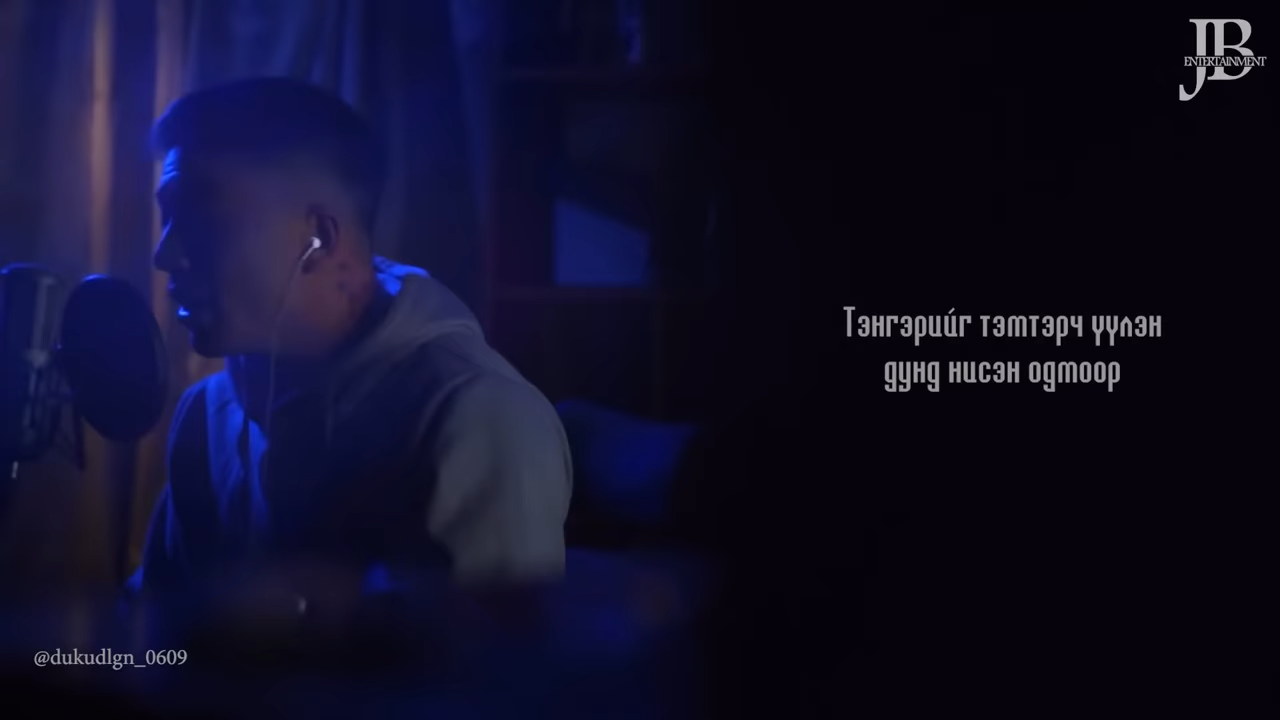 JB
ENTERTAINMENT
Тэнгэрийг тэмтэрч үүлэн
дунд нисэн одмоор
@dukudlgn_0609